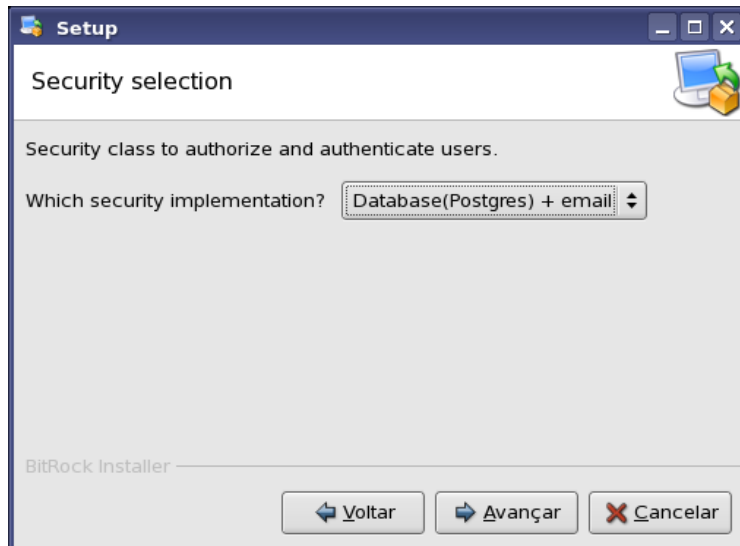 Setup
Security selection
Security class to authorize and authenticate users.
Which security implementation? Database(Postgres) + email
BitRock Installer
Voltar Avançar Cancelar